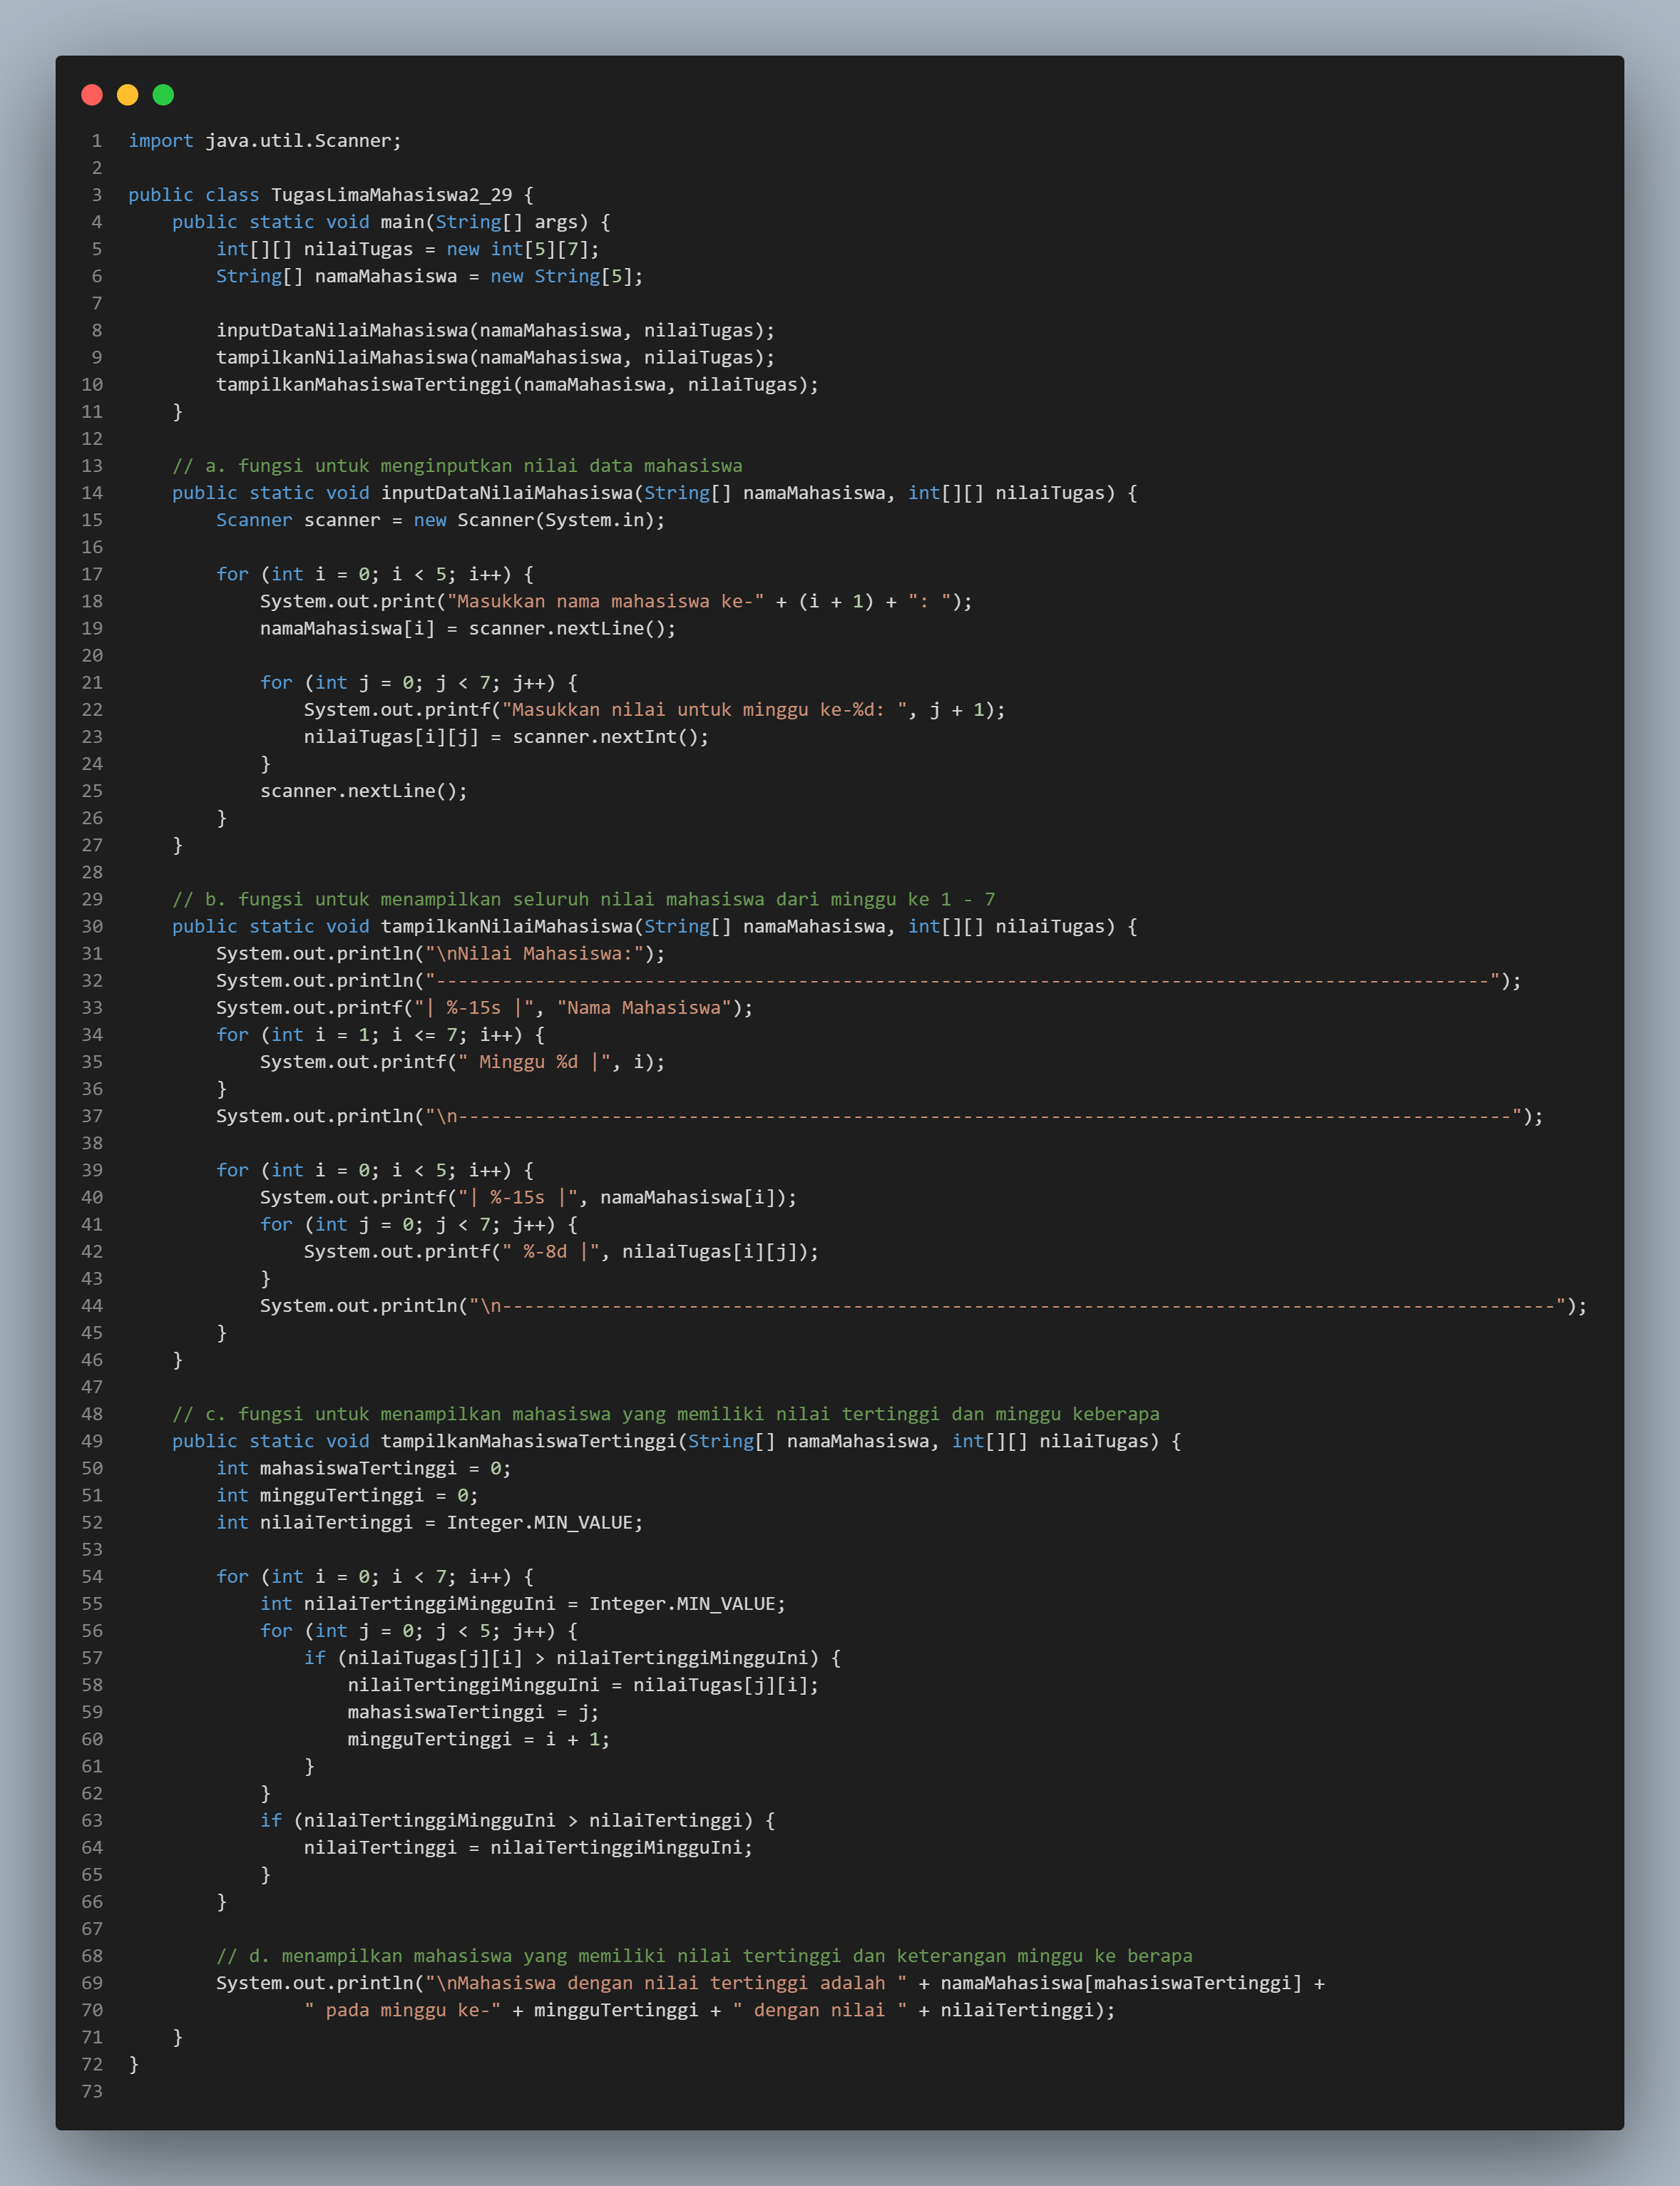 1 import java.util.Scanner;
2
3 public class TugasLimaMahasiswa2_29 {
4     public static void main(String[] args) {
5         int[][] nilaiTugas = new int[5][7];
6         String[] namaMahasiswa = new String[5];
7
8         inputDataNilaiMahasiswa(namaMahasiswa, nilaiTugas);
9         tampilkanNilaiMahasiswa(namaMahasiswa, nilaiTugas);
10         tampilkanMahasiswaTertinggi(namaMahasiswa, nilaiTugas);
11     }
12
13     // a. fungsi untuk menginputkan nilai data mahasiswa
14     public static void inputDataNilaiMahasiswa(String[] namaMahasiswa, int[][] nilaiTugas) {
15         Scanner scanner = new Scanner(System.in);
16
17         for (int i = 0; i < 5; i++) {
18             System.out.print("Masukkan nama mahasiswa ke-" + (i + 1) + ": ");
19             namaMahasiswa[i] = scanner.nextLine();
20
21             for (int j = 0; j < 7; j++) {
22                 System.out.printf("Masukkan nilai untuk minggu ke-%d: ", j + 1);
23                 nilaiTugas[i][j] = scanner.nextInt();
24             }
25             scanner.nextLine();
26         }
27     }
28
29     // b. fungsi untuk menampilkan seluruh nilai mahasiswa dari minggu ke 1 - 7
30     public static void tampilkanNilaiMahasiswa(String[] namaMahasiswa, int[][] nilaiTugas) {
31         System.out.println("\nNilai Mahasiswa:");
32         System.out.println("------------------------------------------------------------------------------------------------");
33         System.out.printf("| %-15s |", "Nama Mahasiswa");
34         for (int i = 1; i <= 7; i++) {
35             System.out.printf(" Minggu %d |", i);
36         }
37         System.out.println("\n------------------------------------------------------------------------------------------------");
38
39         for (int i = 0; i < 5; i++) {
40             System.out.printf("| %-15s |", namaMahasiswa[i]);
41             for (int j = 0; j < 7; j++) {
42                 System.out.printf(" %-8d |", nilaiTugas[i][j]);
43             }
44             System.out.println("\n------------------------------------------------------------------------------------------------");
45         }
46     }
47
48     // c. fungsi untuk menampilkan mahasiswa yang memiliki nilai tertinggi dan minggu keberapa
49     public static void tampilkanMahasiswaTertinggi(String[] namaMahasiswa, int[][] nilaiTugas) {
50         int mahasiswaTertinggi = 0;
51         int mingguTertinggi = 0;
52         int nilaiTertinggi = Integer.MIN_VALUE;
53
54         for (int i = 0; i < 7; i++) {
55             int nilaiTertinggiMingguIni = Integer.MIN_VALUE;
56             for (int j = 0; j < 5; j++) {
57                 if (nilaiTugas[j][i] > nilaiTertinggiMingguIni) {
58                     nilaiTertinggiMingguIni = nilaiTugas[j][i];
59                     mahasiswaTertinggi = j;
60                     mingguTertinggi = i + 1;
61                 }
62             }
63             if (nilaiTertinggiMingguIni > nilaiTertinggi) {
64                 nilaiTertinggi = nilaiTertinggiMingguIni;
65             }
66         }
67
68         // d. menampilkan mahasiswa yang memiliki nilai tertinggi dan keterangan minggu ke berapa
69         System.out.println("\nMahasiswa dengan nilai tertinggi adalah " + namaMahasiswa[mahasiswaTertinggi] +
70                 " pada minggu ke-" + mingguTertinggi + " dengan nilai " + nilaiTertinggi);
71     }
72 }
73